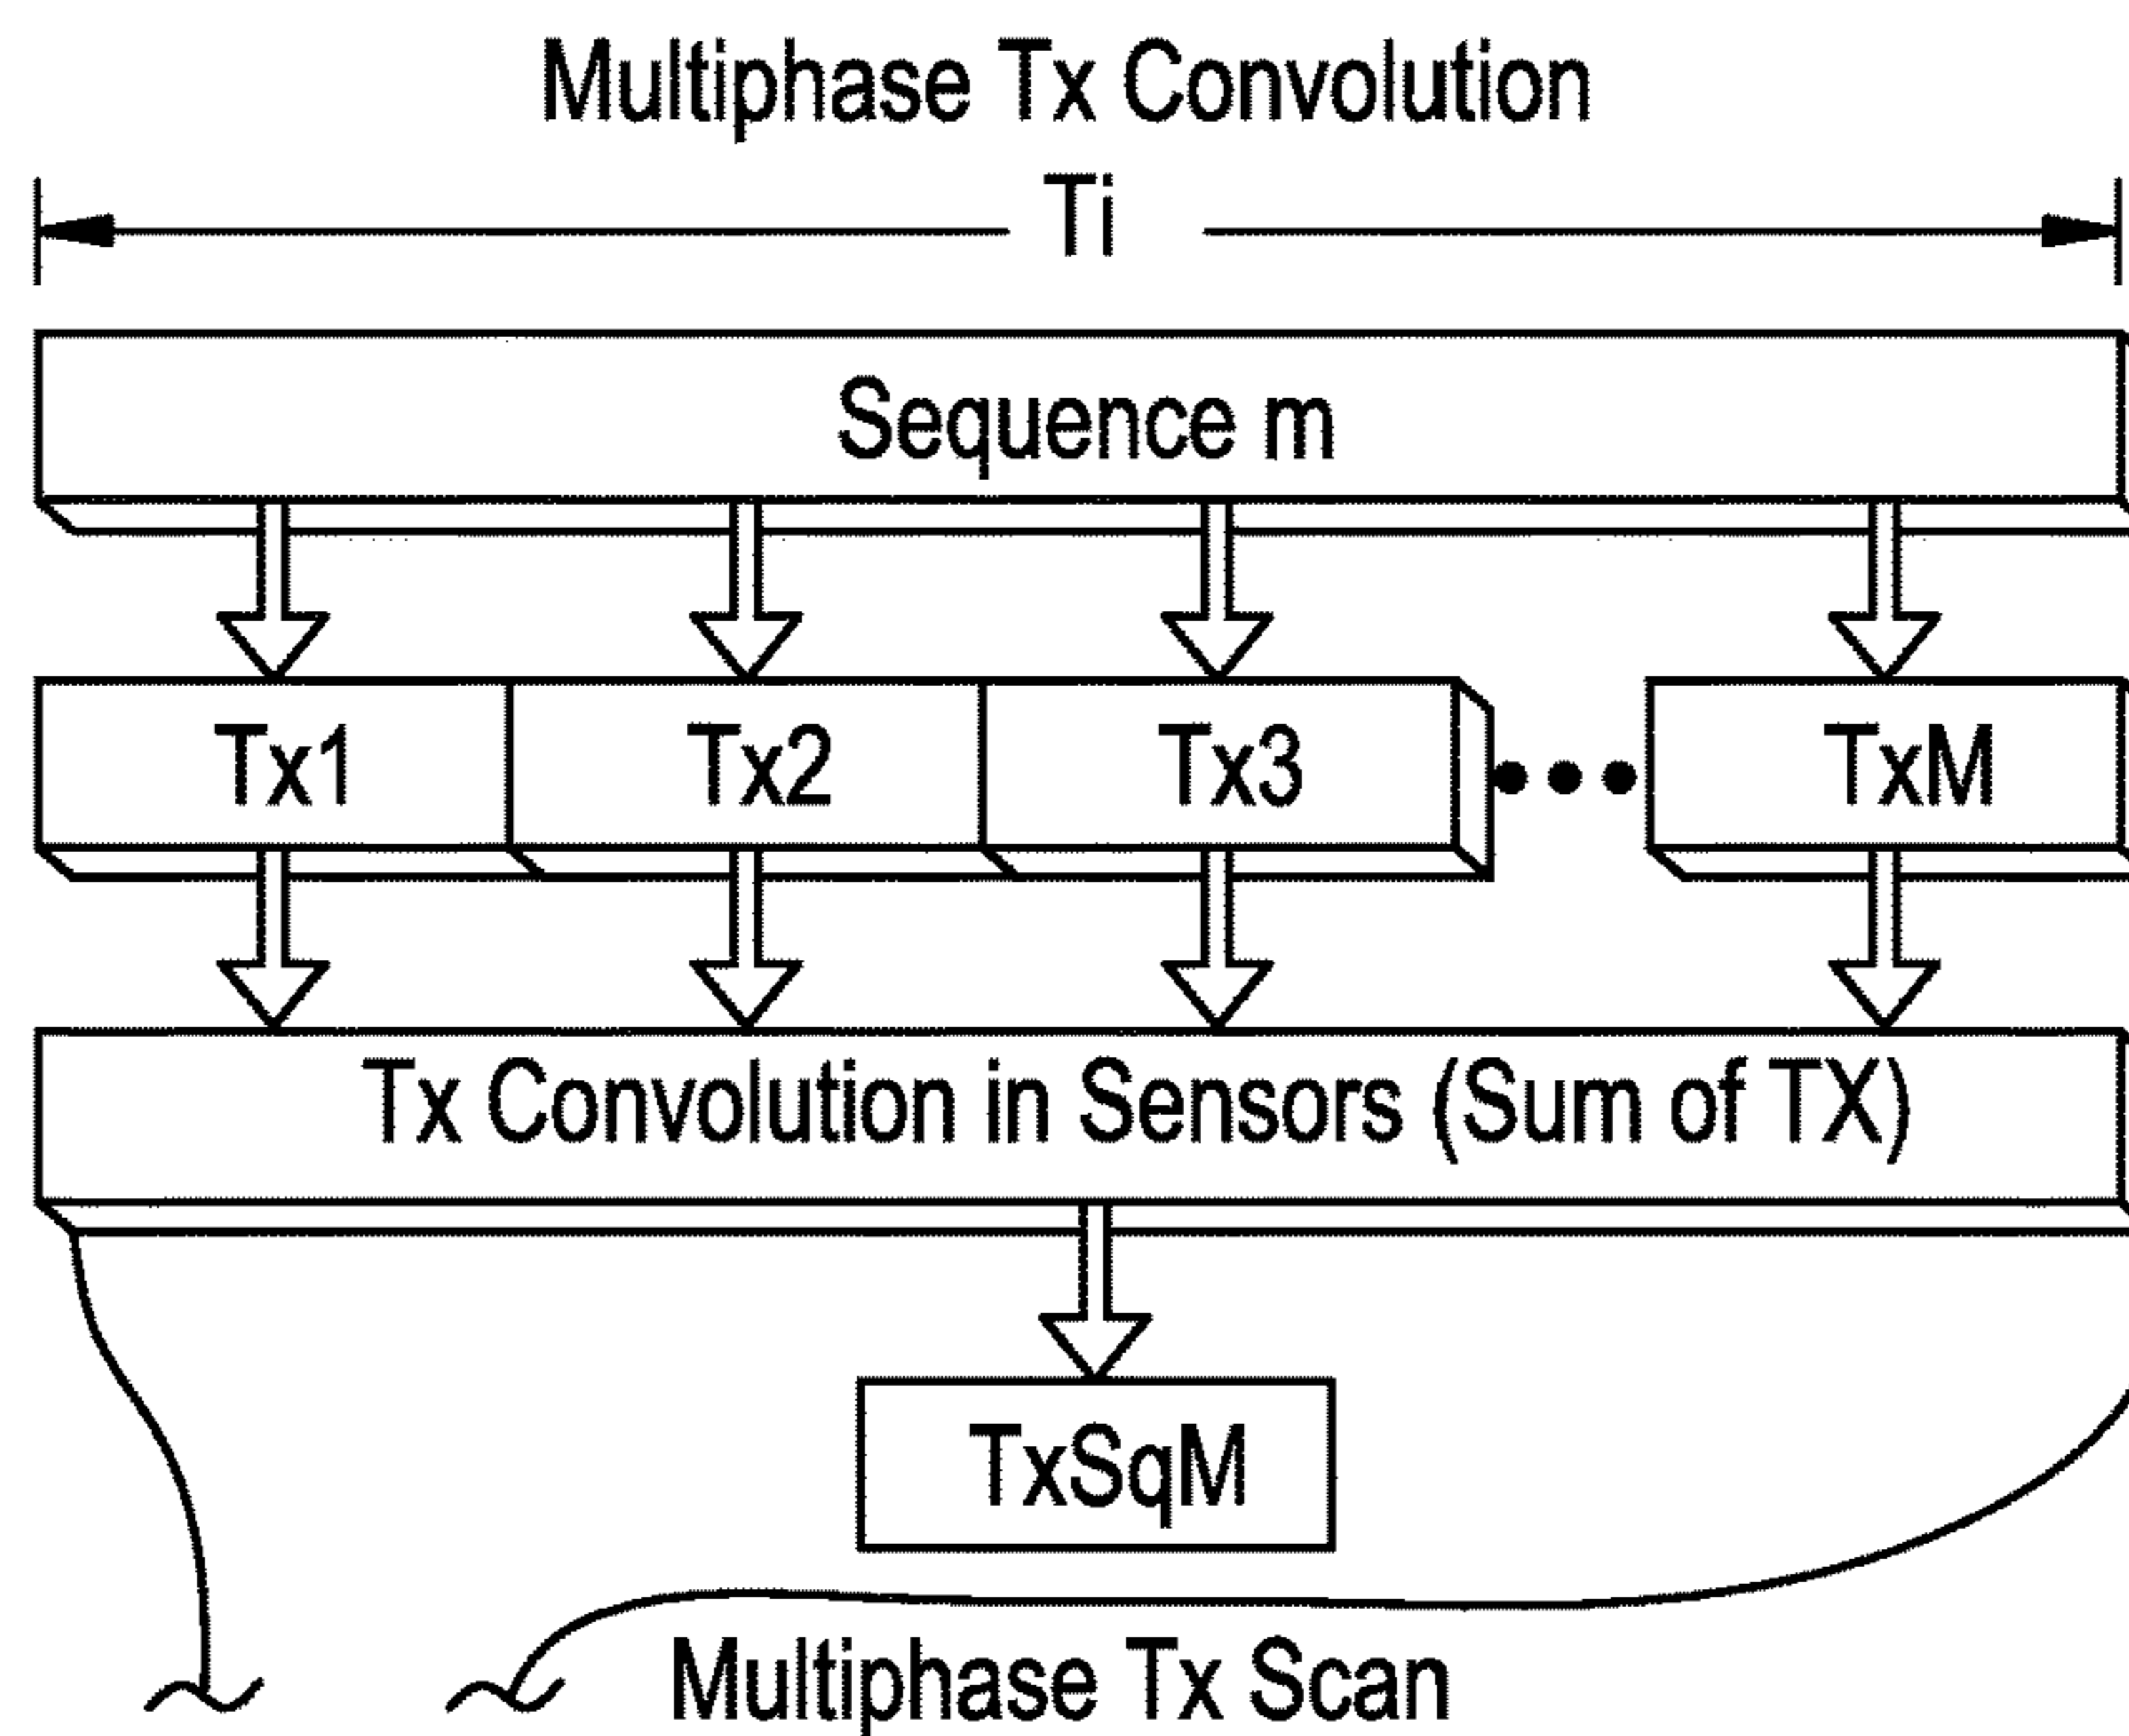 Multiphase Tx Convolution
Ti
Sequence m
Tx1 Tx2 Tx3 TxM
Tx Convolution in Sensors (Sum of TX)
TxSqM
Multiphase Tx Scan